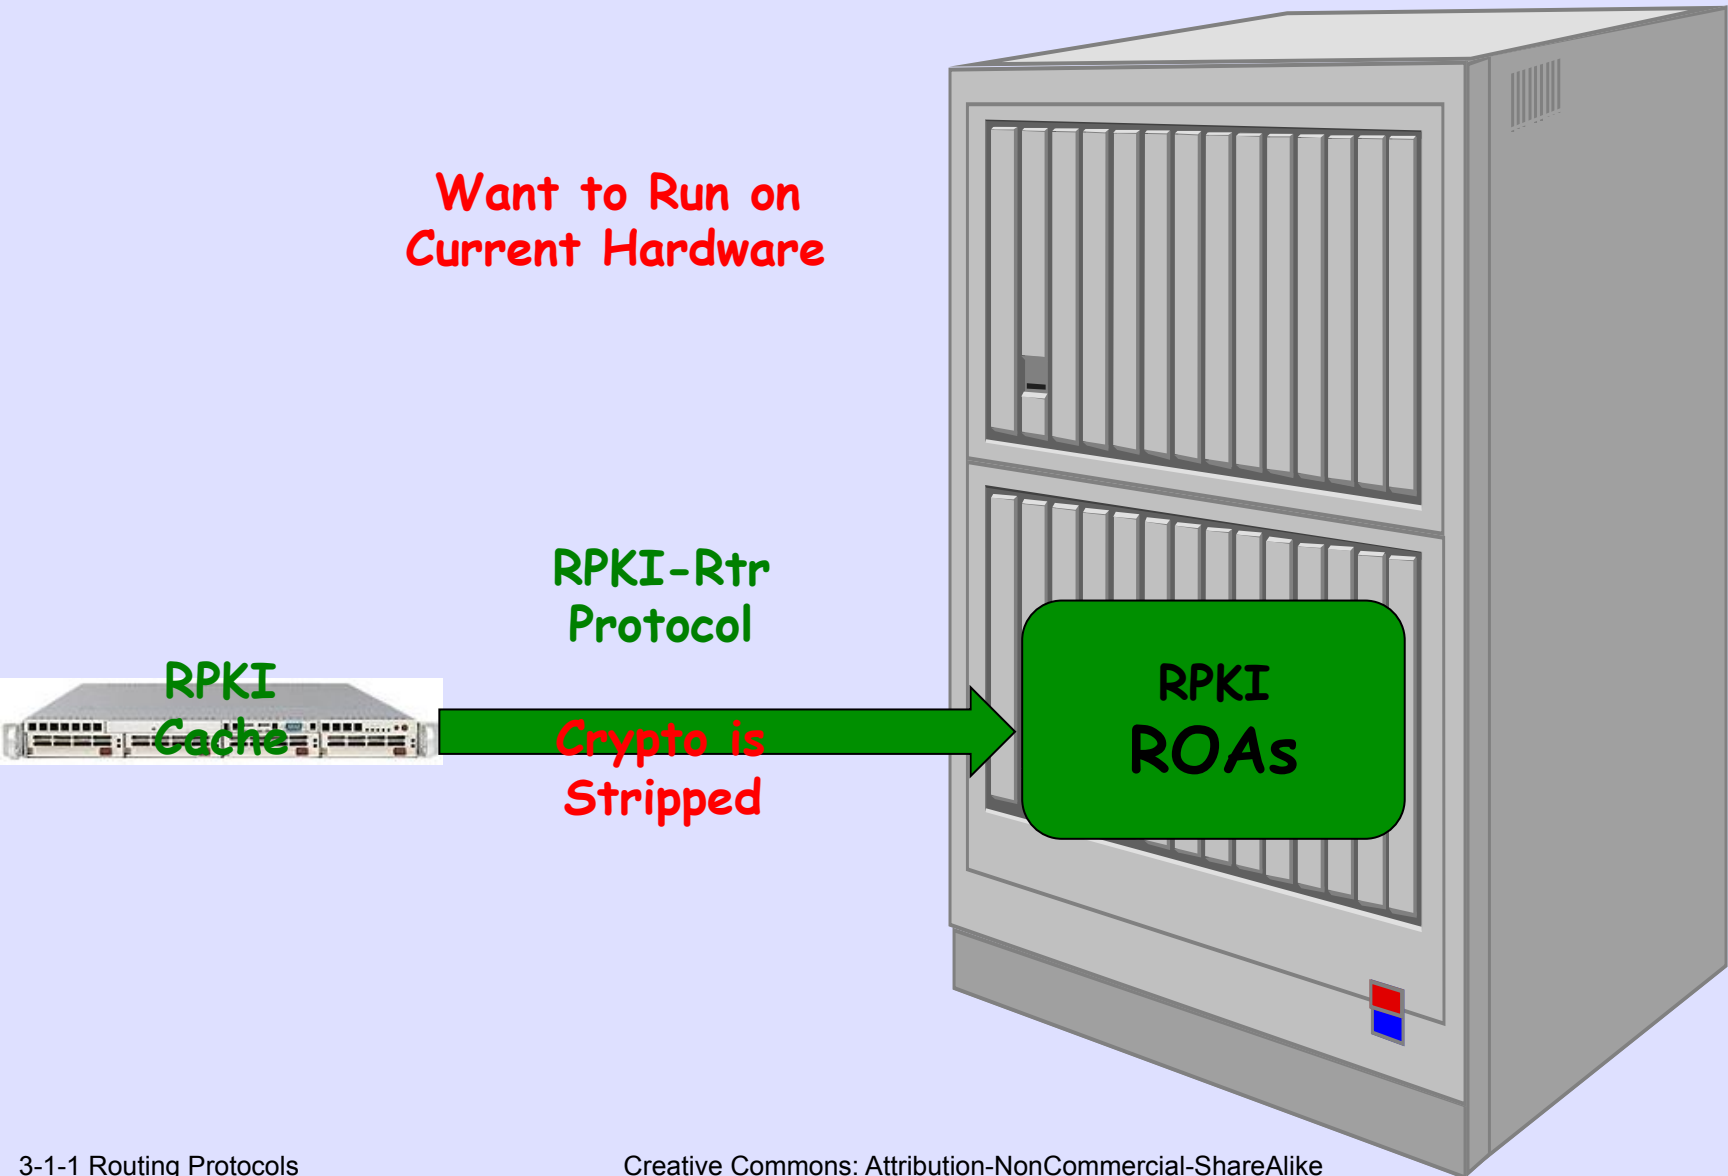 Want to Run on
Current Hardware
RPKI-Rtr
Protocol
RPKI
Cache
Crypto is
Stripped
RPKI
ROAs
3-1-1 Routing Protocols
Creative Commons: Attribution-NonCommercial-ShareAlike